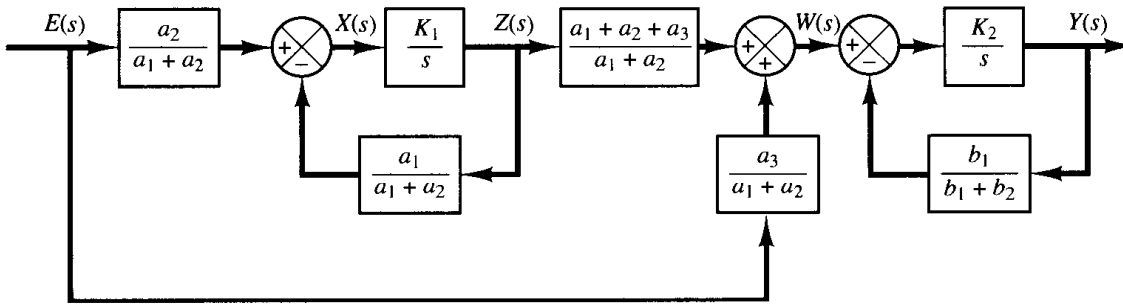 E(s)
a₂
a₁ + a₂
+
−
X(s)
K₁
s
Z(s)
a₁ + a₂ + a₃
a₁ + a₂
+
+
W(s)
+
−
K₂
s
Y(s)
a₁
a₁ + a₂
a₃
a₁ + a₂
b₁
b₁ + b₂